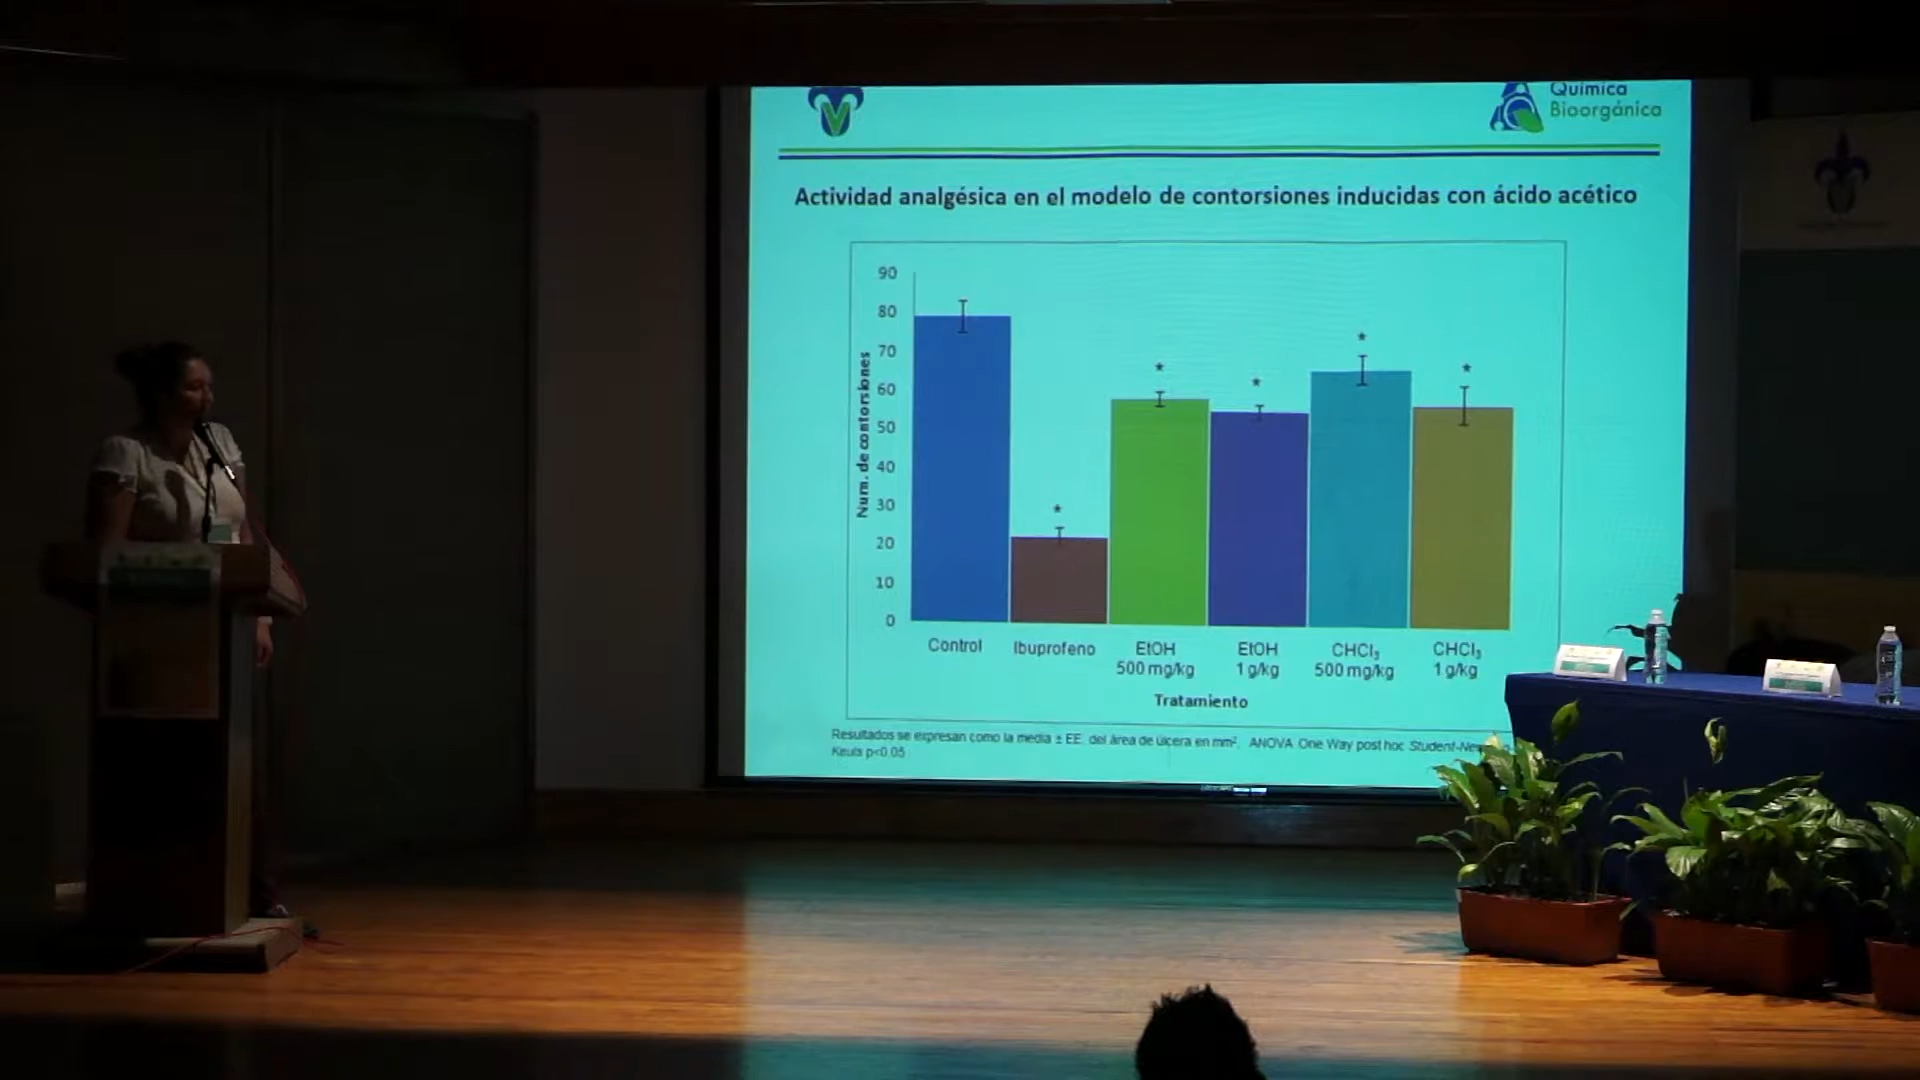 Química
Bioorgánica
Actividad analgésica en el modelo de contorsiones inducidas con ácido acético
90
80
70
60
50
40
30
20
10
0
Num. de contorsiones
Control
Ibuprofeno
EtOH
500 mg/kg
EtOH
1 g/kg
CHCl₃
500 mg/kg
CHCl₃
1 g/kg
Tratamiento
Resultados se expresan como la media ± EE. del área de úlcera en mm². ANOVA One Way post hoc Student-
Keuls p<0.05